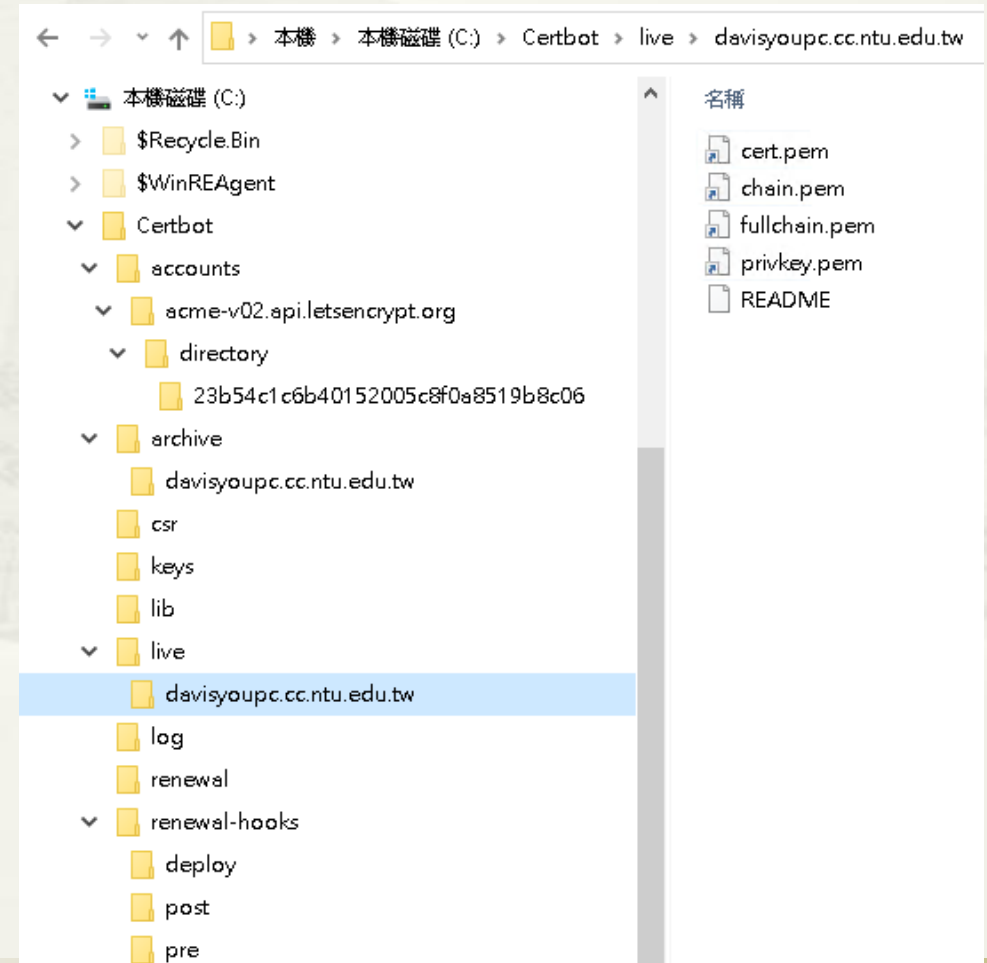 本機 > 本機磁碟 (C:) > Certbot > live > davisyoupc.cc.ntu.edu.tw
本機磁碟 (C:)
$Recycle.Bin
$WinREAgent
Certbot
accounts
acme-v02.api.letsencrypt.org
directory
23b54c1c6b40152005c8f0a8519b8c06
archive
davisyoupc.cc.ntu.edu.tw
csr
keys
lib
live
davisyoupc.cc.ntu.edu.tw
log
renewal
renewal-hooks
deploy
post
pre
名稱
cert.pem
chain.pem
fullchain.pem
privkey.pem
README